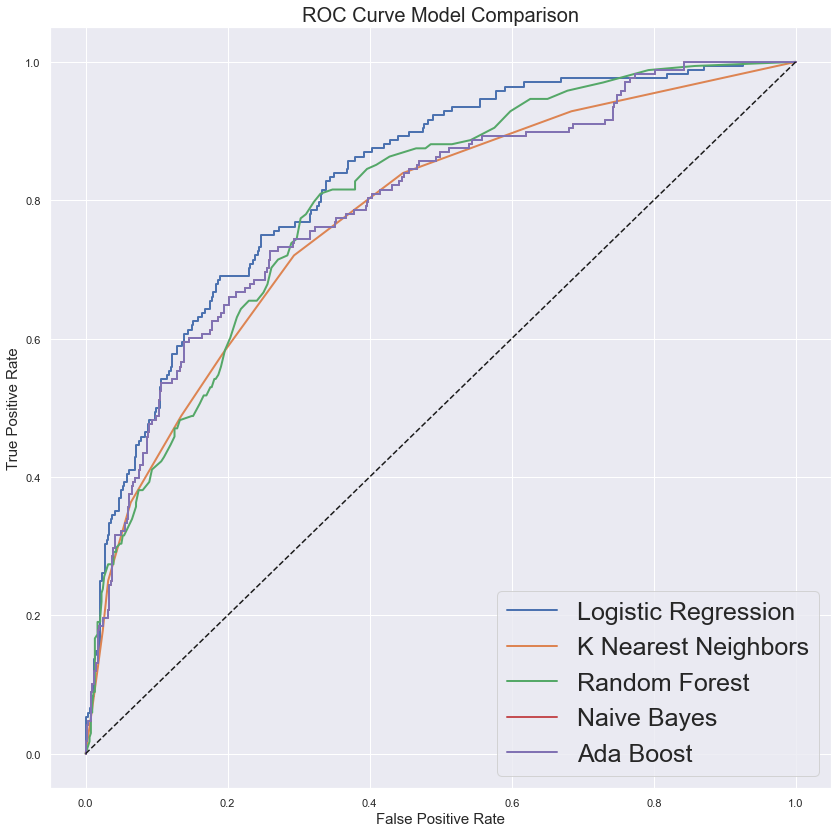 ROC Curve Model Comparison
True Positive Rate
1.0
0.8
0.6
0.4
0.2
0.0
Logistic Regression
K Nearest Neighbors
Random Forest
Naive Bayes
Ada Boost
0.0 0.2 0.4 0.6 0.8 1.0
False Positive Rate